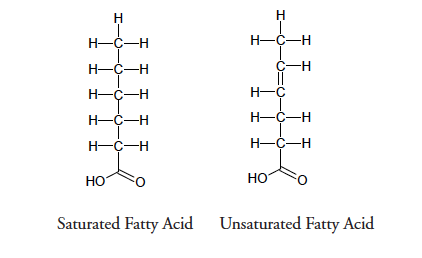 H H
H—C—H H—C—H
H—C—H C—H
H—C—H H—C
H—C—H H—C—H
H—C—H H—C—H
HO O HO O
Saturated Fatty Acid Unsaturated Fatty Acid